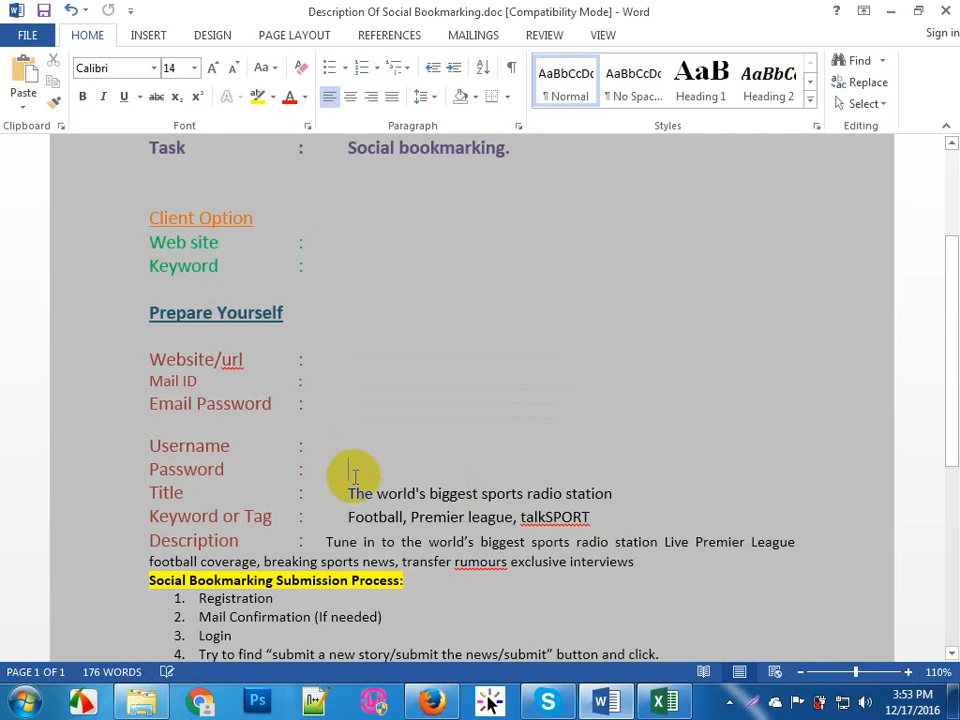 Description Of Social Bookmarking.doc [Compatibility Mode] - Word
FILE HOME INSERT DESIGN PAGE LAYOUT REFERENCES MAILINGS REVIEW VIEW Sign in
Calibri 14 Aa
AaBbCcDc AaBbCcDc AaB AaBbC
Find
Replace
Select
Paste
B I U abc x₂ x² A A
¶ Normal ¶ No Spac... Heading 1 Heading 2
Clipboard Font Paragraph Styles Editing
Task : Social bookmarking.
Client Option
Web site :
Keyword :
Prepare Yourself
Website/url :
Mail ID :
Email Password :
Username :
Password :
Title : The world's biggest sports radio station
Keyword or Tag : Football, Premier league, talkSPORT
Description : Tune in to the world’s biggest sports radio station Live Premier League
football coverage, breaking sports news, transfer rumours exclusive interviews
Social Bookmarking Submission Process:
1. Registration
2. Mail Confirmation (If needed)
3. Login
4. Try to find “submit a new story/submit the news/submit” button and click.
PAGE 1 OF 1 176 WORDS 110%
3:53 PM
12/17/2016